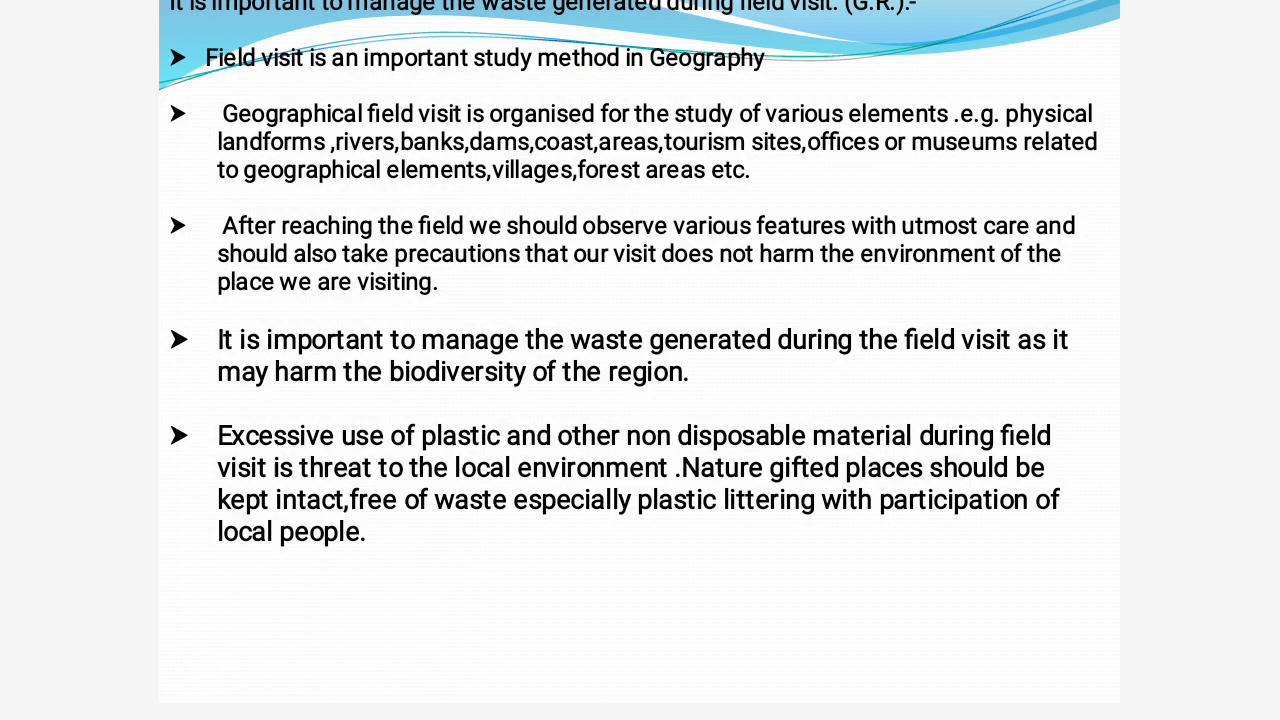 It is important to manage the waste generated during field visit. (G.R.).-
➤ Field visit is an important study method in Geography
➤ Geographical field visit is organised for the study of various elements .e.g. physical
landforms ,rivers,banks,dams,coast,areas,tourism sites,offices or museums related
to geographical elements,villages,forest areas etc.
➤ After reaching the field we should observe various features with utmost care and
should also take precautions that our visit does not harm the environment of the
place we are visiting.
➤ It is important to manage the waste generated during the field visit as it
may harm the biodiversity of the region.
➤ Excessive use of plastic and other non disposable material during field
visit is threat to the local environment .Nature gifted places should be
kept intact,free of waste especially plastic littering with participation of
local people.